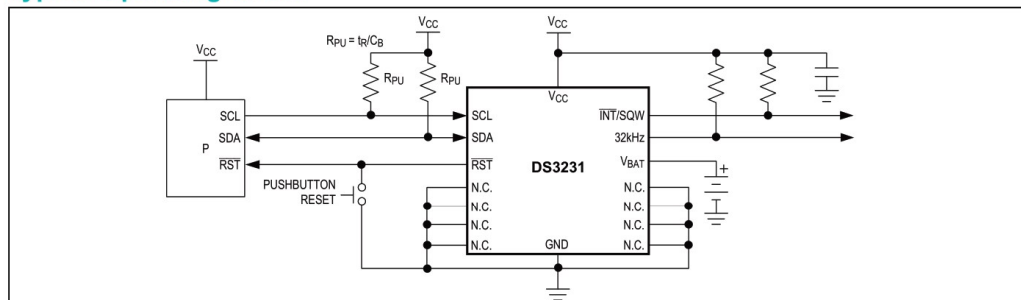 VCC
VCC
RPU = tR/CB
VCC
RPU
RPU
VCC
SCL
SCL
INT/SQW
SDA
SDA
32kHz
P
RST
RST
DS3231
VBAT
+
PUSHBUTTON
RESET
N.C.
N.C.
N.C.
N.C.
N.C.
N.C.
N.C.
GND
N.C.